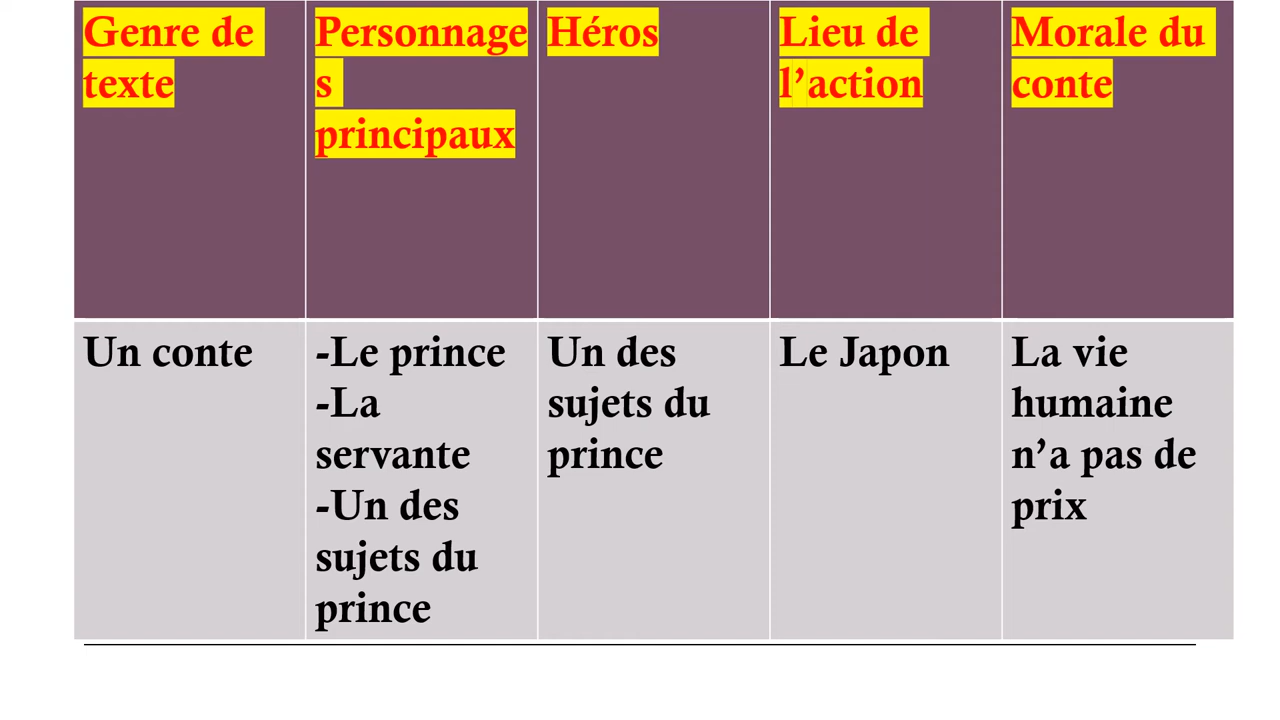 Genre de
texte
Personnage
s
principaux
Héros
Lieu de
l’action
Morale du
conte
Un conte
-Le prince
-La
servante
-Un des
sujets du
prince
Un des
sujets du
prince
Le Japon
La vie
humaine
n’a pas de
prix